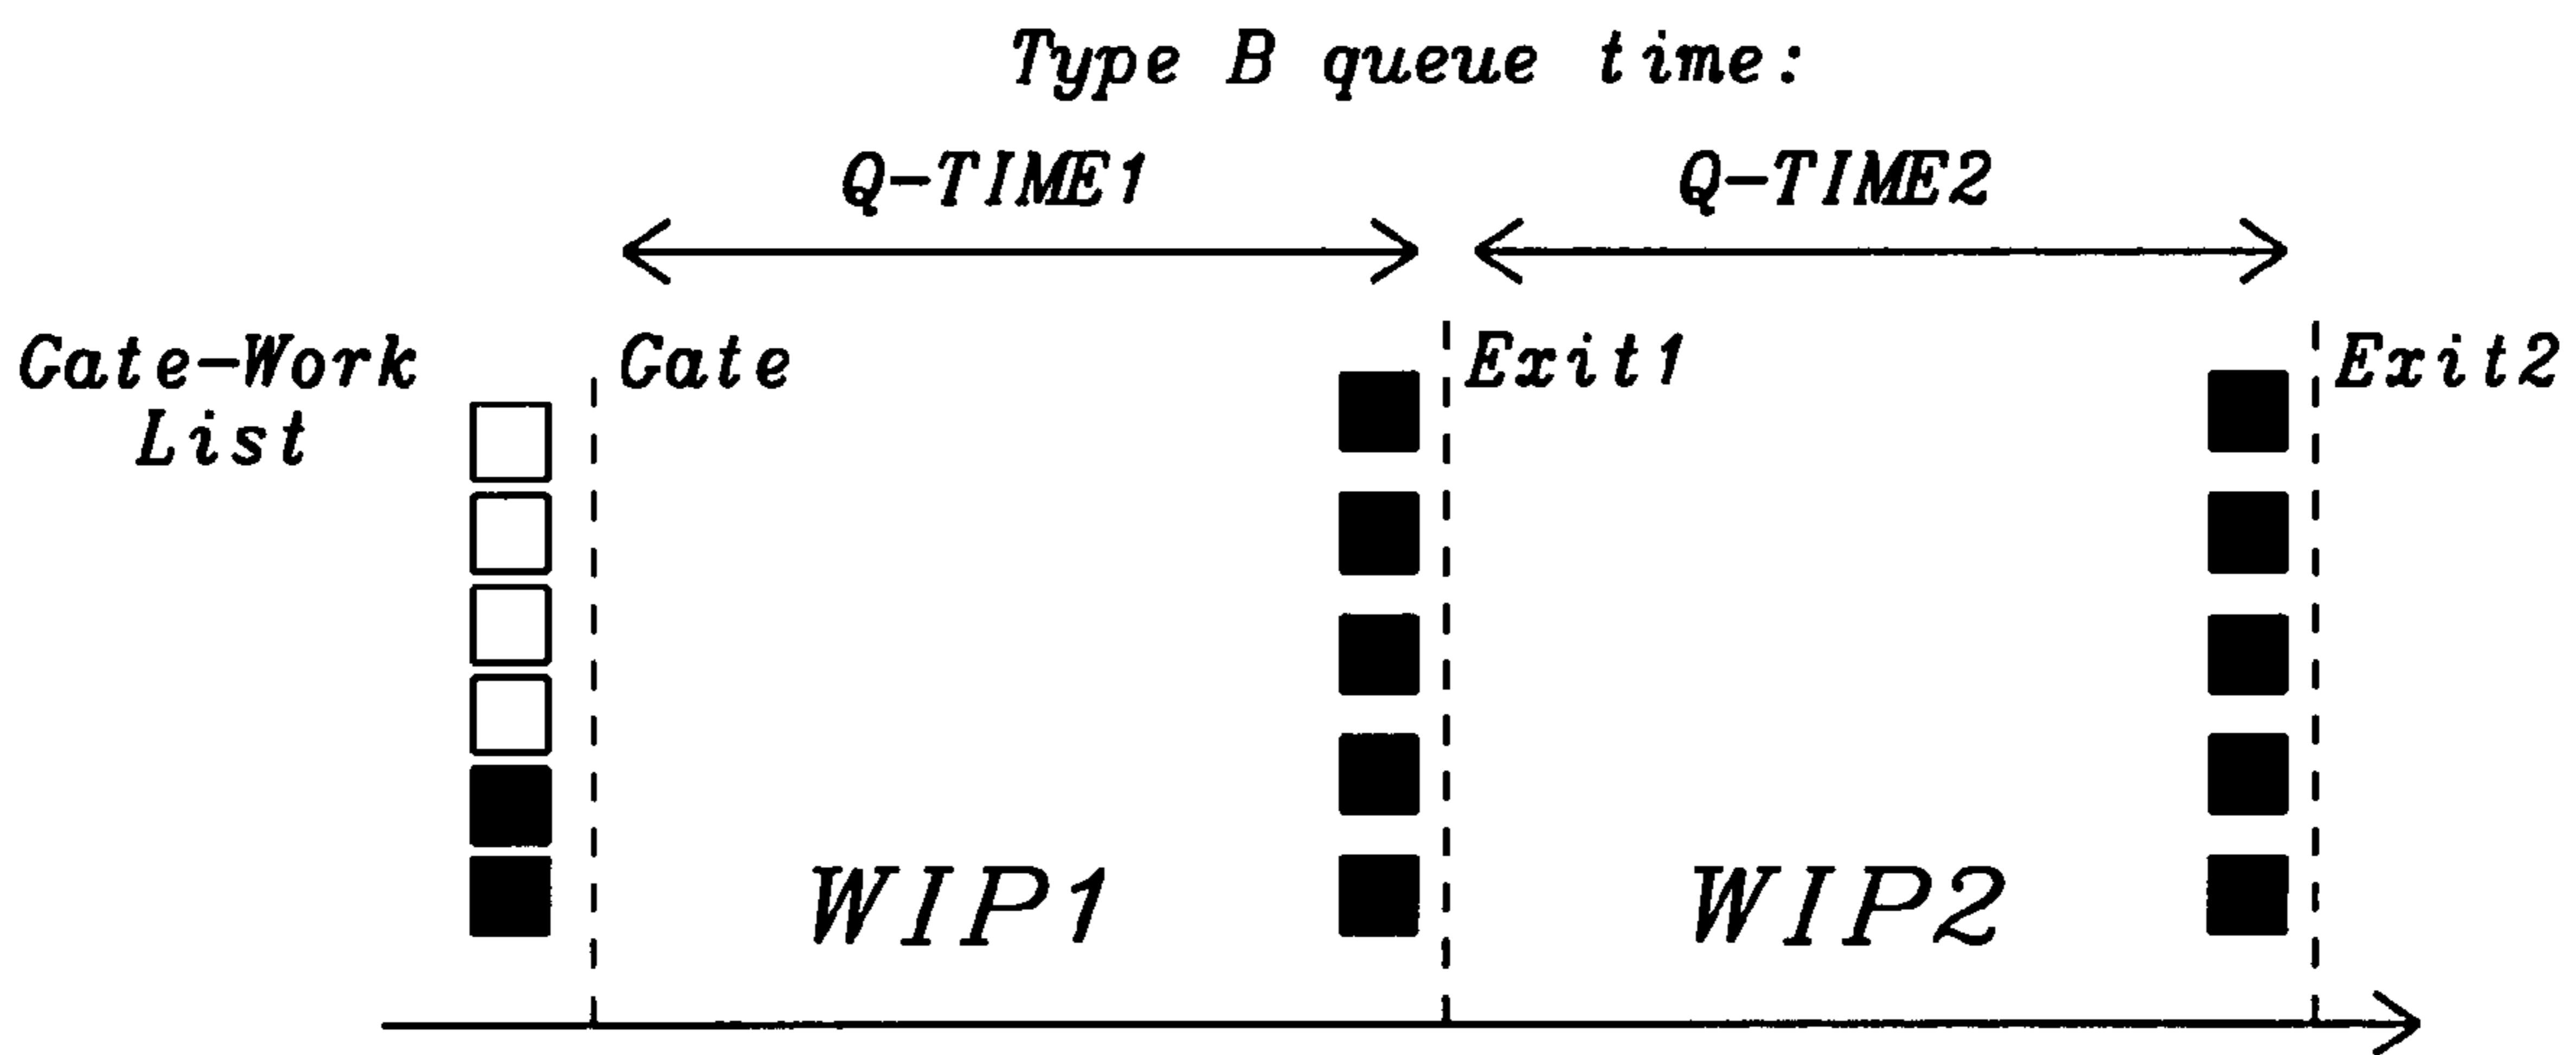 Type B queue time:
Q-TIME1
Q-TIME2
Gate-Work
List
Gate
Exit1
Exit2
WIP1
WIP2